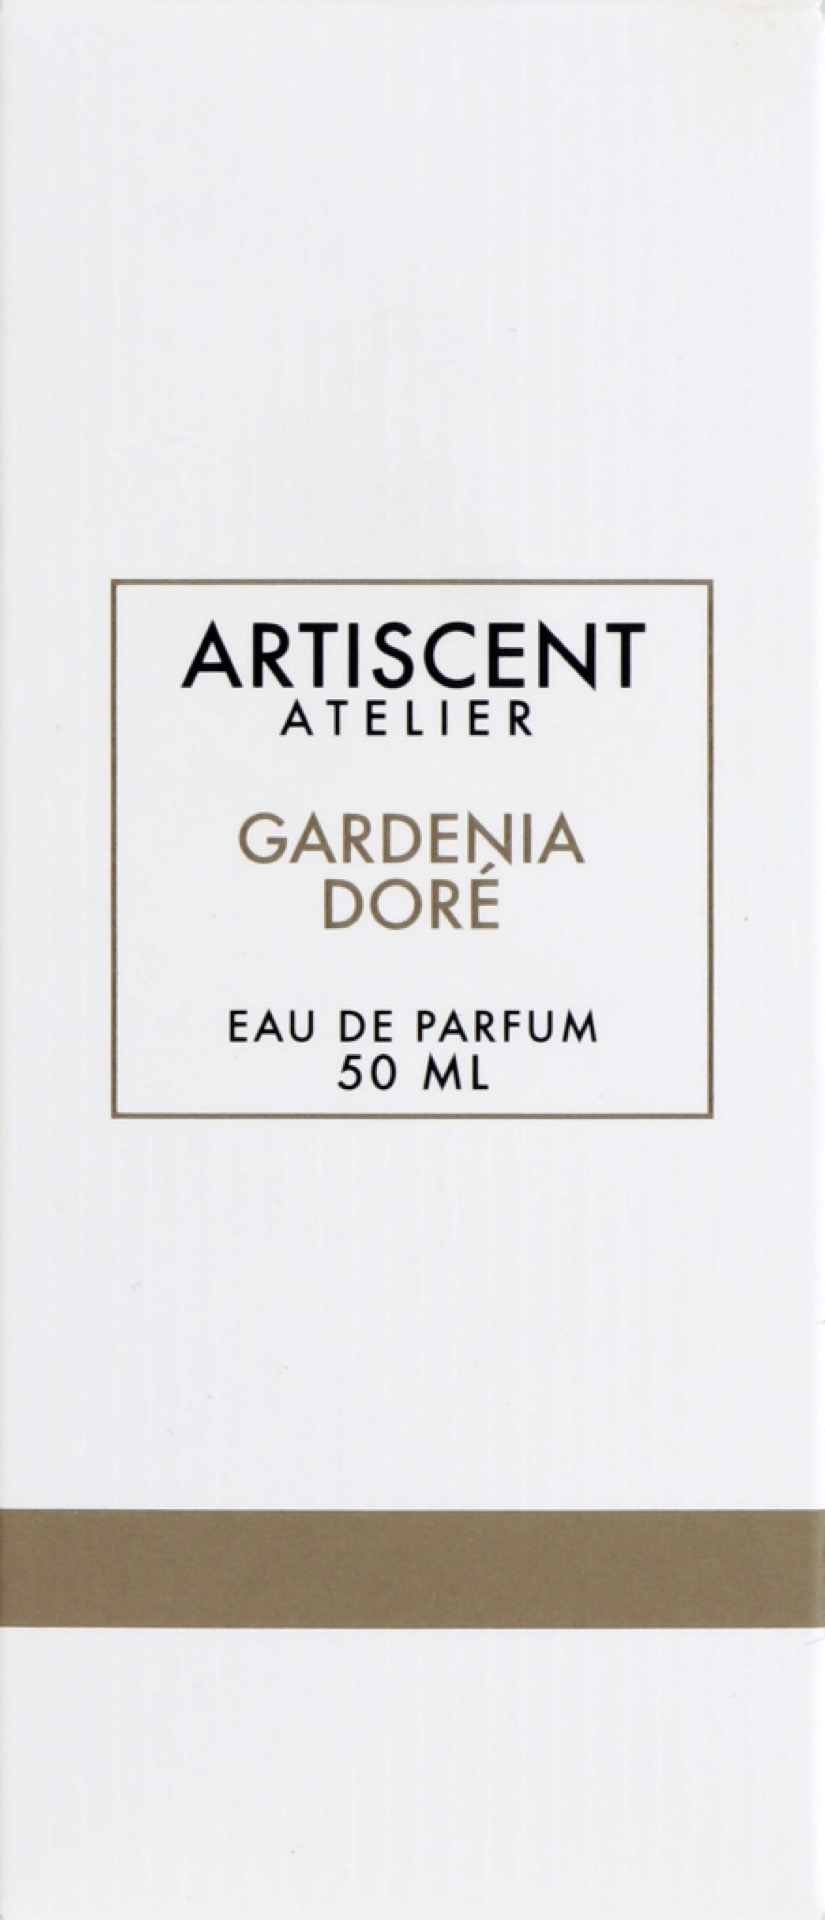 ARTISCENT
ATELIER
GARDENIA
DORÉ
EAU DE PARFUM
50 ML